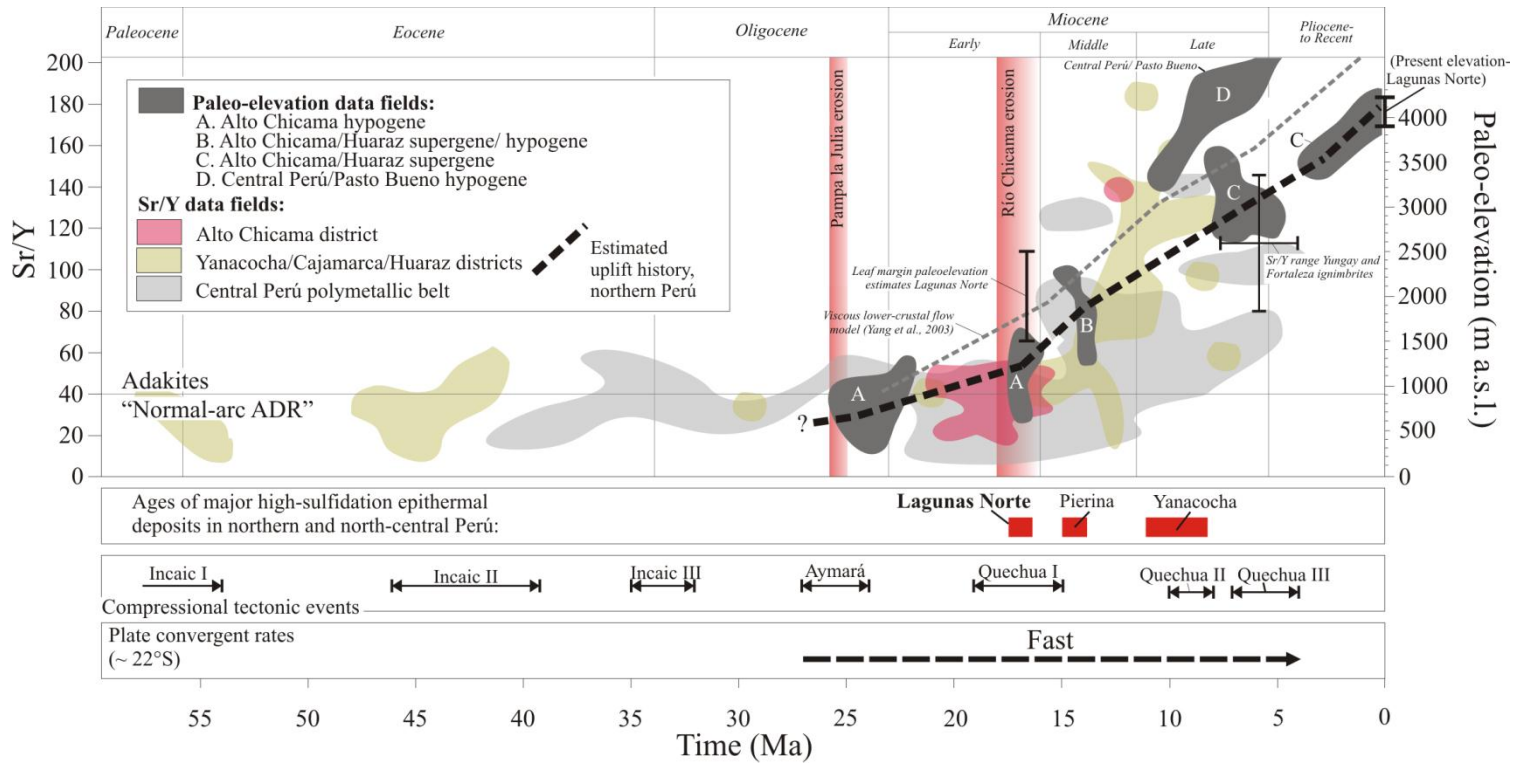 Paleocene
Eocene
Oligocene
Miocene
Early
Middle
Late
Pliocene-
to Recent
200
180
160
140
120
100
80
60
40
20
0
Sr/Y
Paleo-elevation data fields:
A. Alto Chicama hypogene
B. Alto Chicama/Huaraz supergene/ hypogene
C. Alto Chicama/Huaraz supergene
D. Central Perú/Pasto Bueno hypogene
Sr/Y data fields:
Alto Chicama district
Yanacocha/Cajamarca/Huaraz districts
Central Perú polymetallic belt
Estimated
uplift history,
northern Perú
Pampa la Julia erosion
Río Chicama erosion
Central Perú/ Pasto Bueno
(Present elevation-
Lagunas Norte)
D
C
C
B
A
A
?
Leaf margin paleoelevation
estimates Lagunas Norte
Viscous lower-crustal flow
model (Yang et al., 2003)
Sr/Y range Yungay and
Fortaleza ignimbrites
Adakites
“Normal-arc ADR”
4000
3500
3000
2500
2000
1500
1000
500
0
Paleo-elevation (m a.s.l.)
Ages of major high-sulfidation epithermal
deposits in northern and north-central Perú:
Lagunas Norte
Pierina
Yanacocha
Incaic I
Incaic II
Incaic III
Aymará
Quechua I
Quechua II
Quechua III
Compressional tectonic events
Plate convergent rates
(~ 22°S)
Fast
55
50
45
40
35
30
25
20
15
10
5
0
Time (Ma)